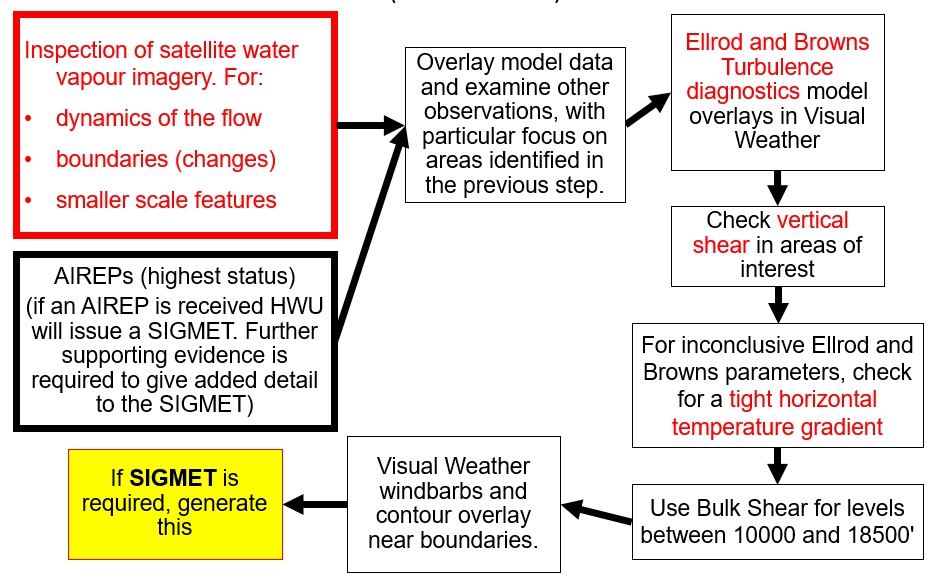 Inspection of satellite water
vapour imagery. For:
• dynamics of the flow
• boundaries (changes)
• smaller scale features
AIREPs (highest status)
(if an AIREP is received HWU
will issue a SIGMET. Further
supporting evidence is
required to give added detail
to the SIGMET)
Overlay model data
and examine other
observations, with
particular focus on
areas identified in
the previous step.
Ellrod and Browns
Turbulence
diagnostics model
overlays in Visual
Weather
Check vertical
shear in areas of
interest
For inconclusive Ellrod and
Browns parameters, check
for a tight horizontal
temperature gradient
Use Bulk Shear for levels
between 10000 and 18500'
Visual Weather
windbarbs and
contour overlay
near boundaries.
If SIGMET is
required, generate
this